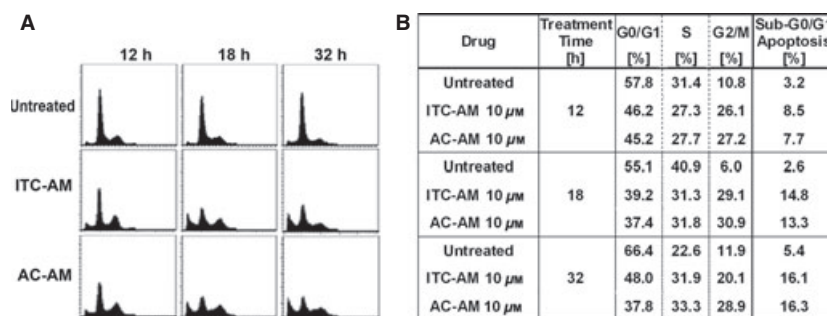 A
12 h 18 h 32 h
Untreated
ITC-AM
AC-AM
B
Drug Treatment Time [h] G0/G1 [%] S [%] G2/M [%] Sub-G0/G1 Apoptosis [%]
Untreated 57.8 31.4 10.8 3.2
ITC-AM 10 µM 12 46.2 27.3 26.1 8.5
AC-AM 10 µM 45.2 27.7 27.2 7.7
Untreated 55.1 40.9 6.0 2.6
ITC-AM 10 µM 18 39.2 31.3 29.1 14.8
AC-AM 10 µM 37.4 31.8 30.9 13.3
Untreated 66.4 22.6 11.9 5.4
ITC-AM 10 µM 32 48.0 31.9 20.1 16.1
AC-AM 10 µM 37.8 33.3 28.9 16.3